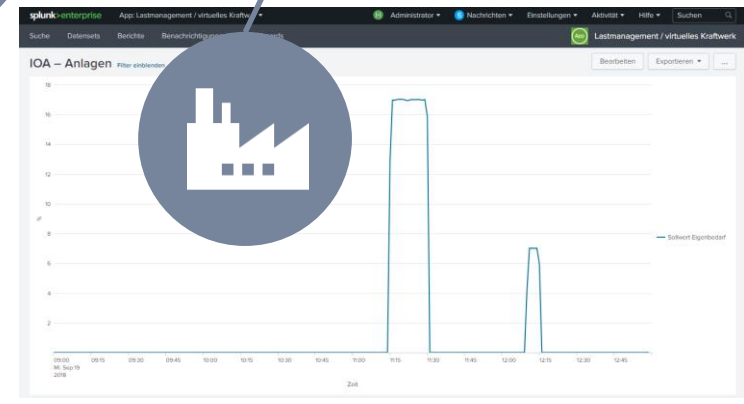 splunk>enterprise App: Lastmanagement / virtuelles Kraftw Administrator Nachrichten Einstellungen Aktivität Hilfe Suchen
Suche Datensets Berichte Benachrichtigun
App Lastmanagement / virtuelles Kraftwerk
IOA – Anlagen Filter einblenden Bearbeiten Exportieren ...
18
16
14
12
10
%
8
6
4
2
Sollwert Eigenbedarf
09:00 09:15 09:30 09:45 10:00 10:15 10:30 10:45 11:00 11:15 11:30 11:45 12:00 12:15 12:30 12:45
Mi. Sep 19
2018
Zeit